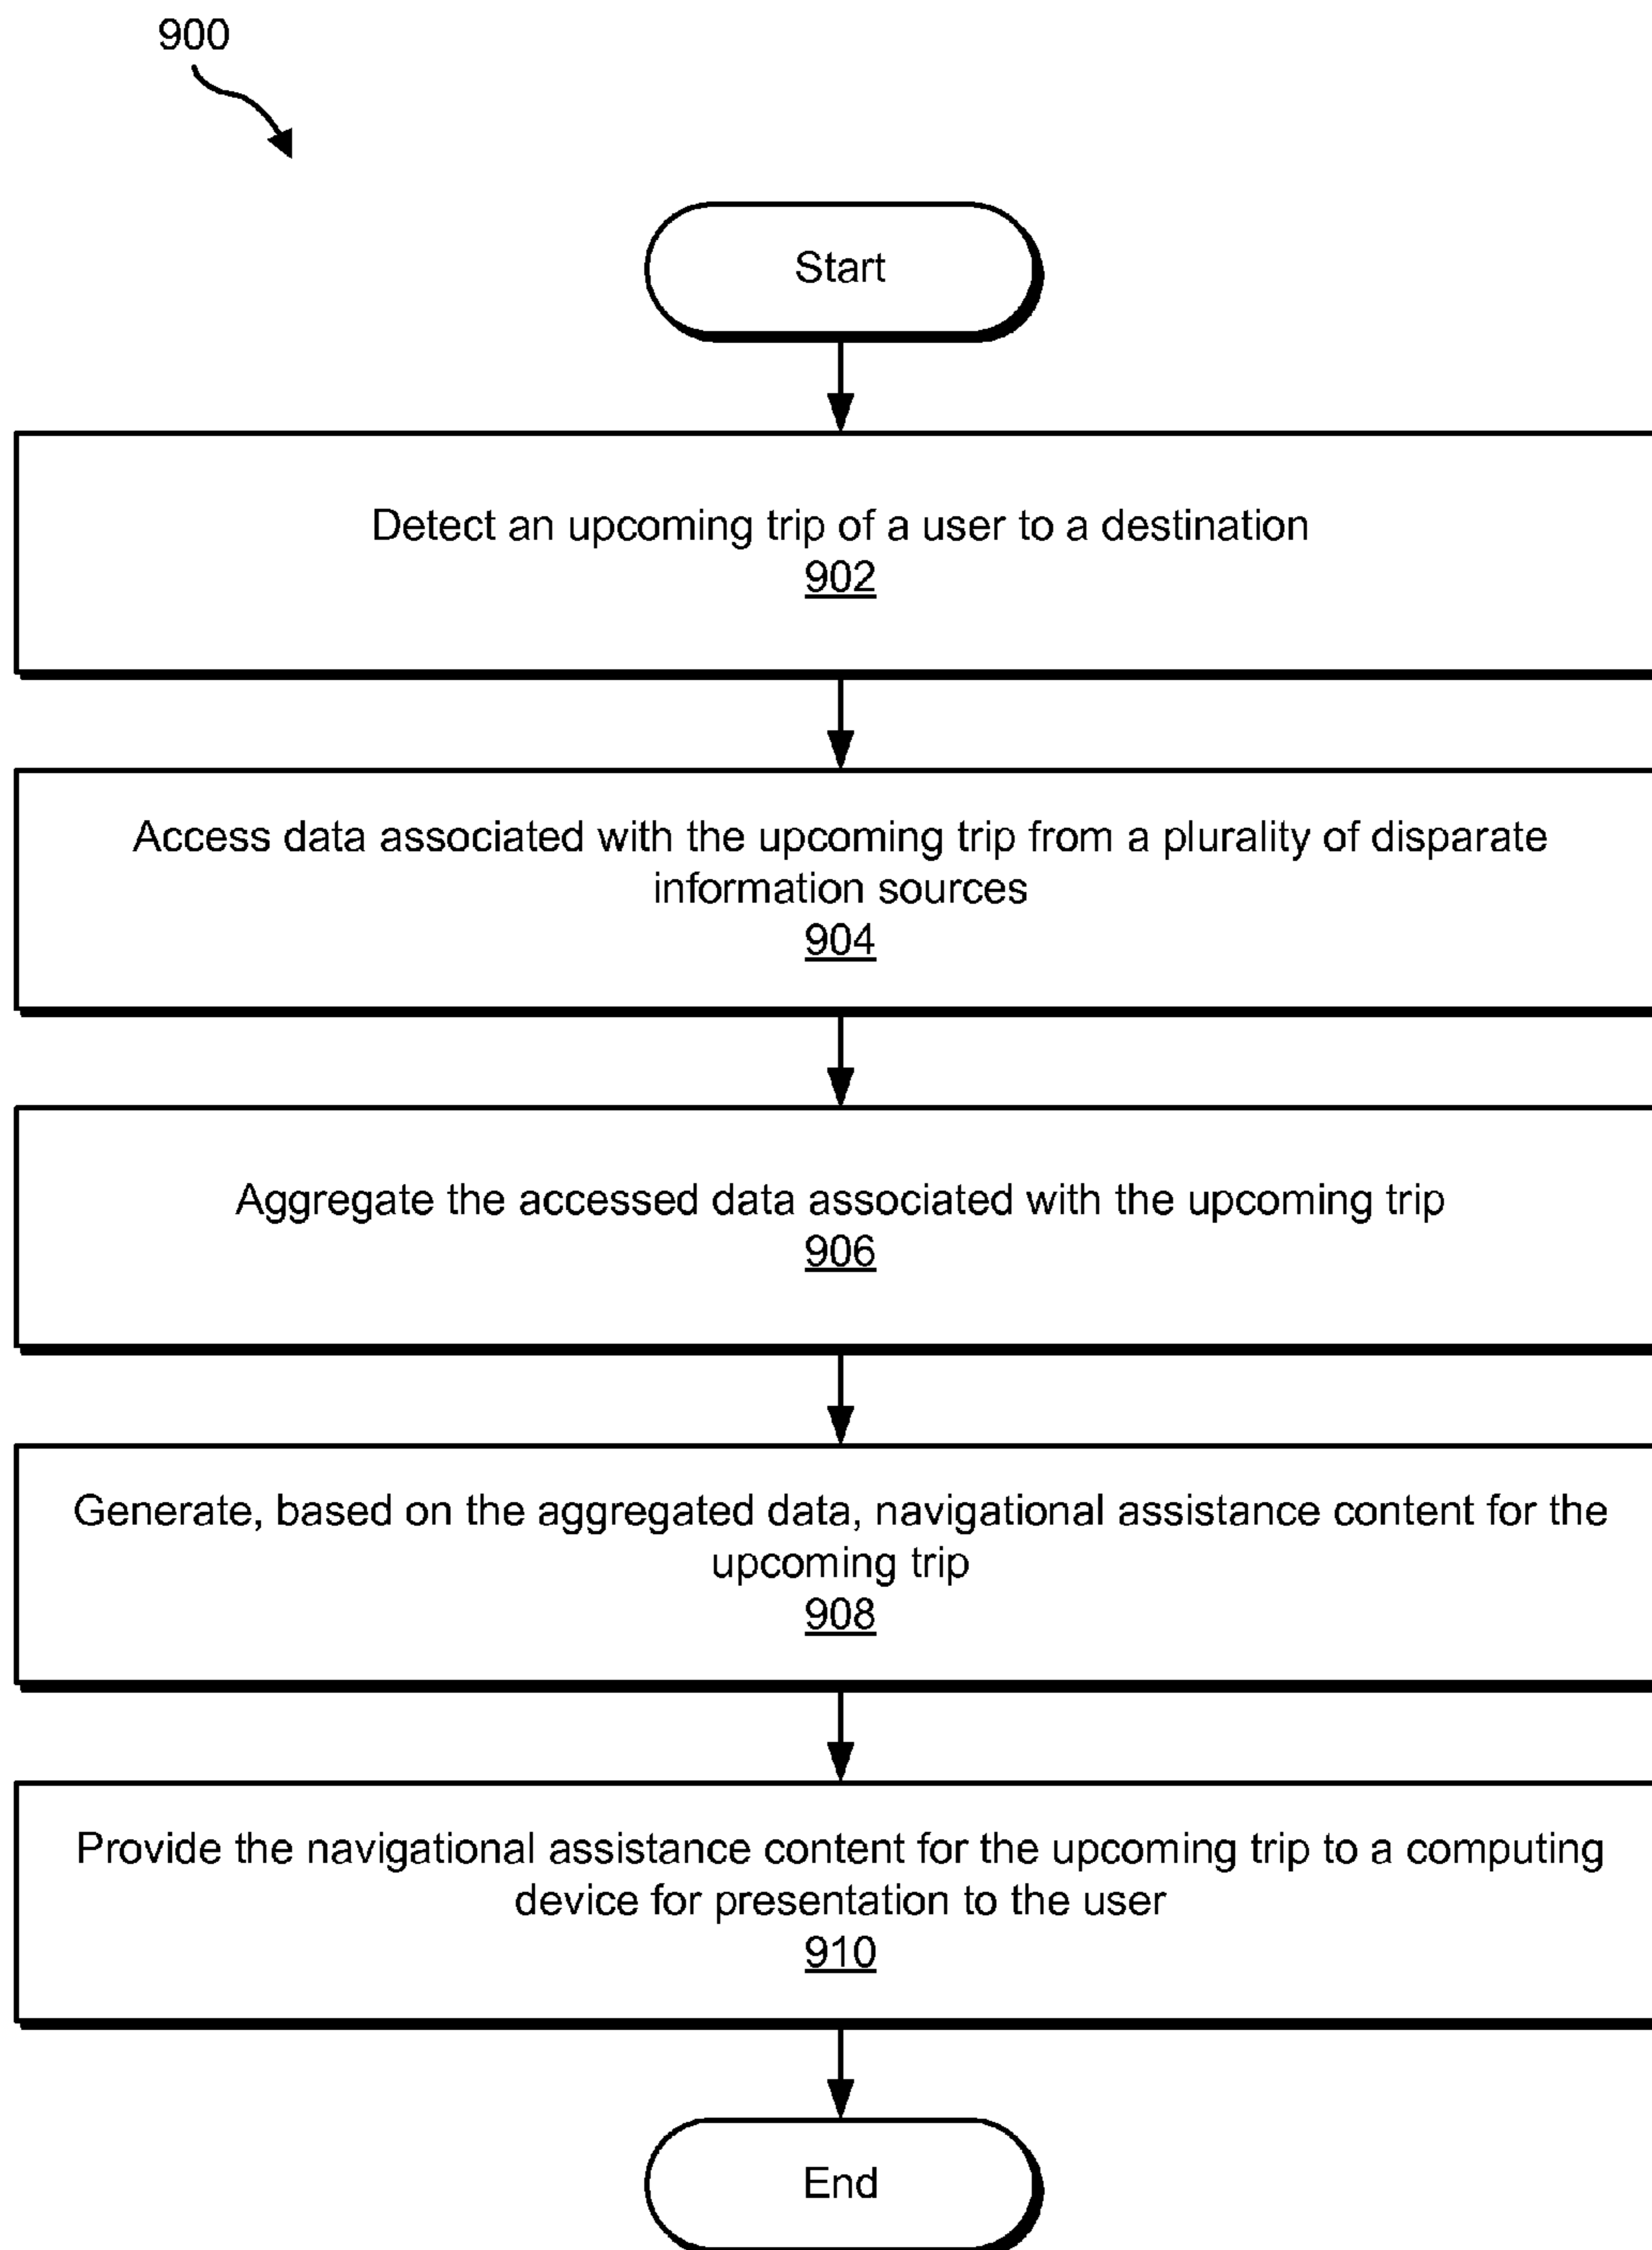 900
Start
Detect an upcoming trip of a user to a destination
902
Access data associated with the upcoming trip from a plurality of disparate
information sources
904
Aggregate the accessed data associated with the upcoming trip
906
Generate, based on the aggregated data, navigational assistance content for the
upcoming trip
908
Provide the navigational assistance content for the upcoming trip to a computing
device for presentation to the user
910
End